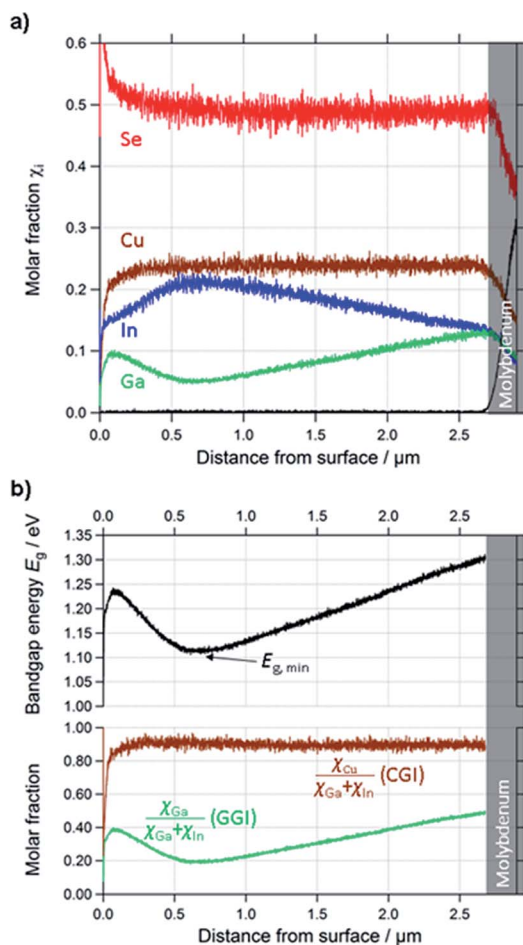 a)
0.6
0.5
0.4
0.3
0.2
0.1
0.0
Molar fraction χi
Se
Cu
In
Ga
Molybdenum
0.0 0.5 1.0 1.5 2.0 2.5
Distance from surface / µm
b)
0.0 0.5 1.0 1.5 2.0 2.5
1.35
1.30
1.25
1.20
1.15
1.10
1.05
1.00
Bandgap energy Eg / eV
Eg, min
1.00
0.80
0.60
0.40
0.20
0.00
Molar fraction
χCu
χGa+χIn (CGI)
χGa
χGa+χIn (GGI)
Molybdenum
0.0 0.5 1.0 1.5 2.0 2.5
Distance from surface / µm